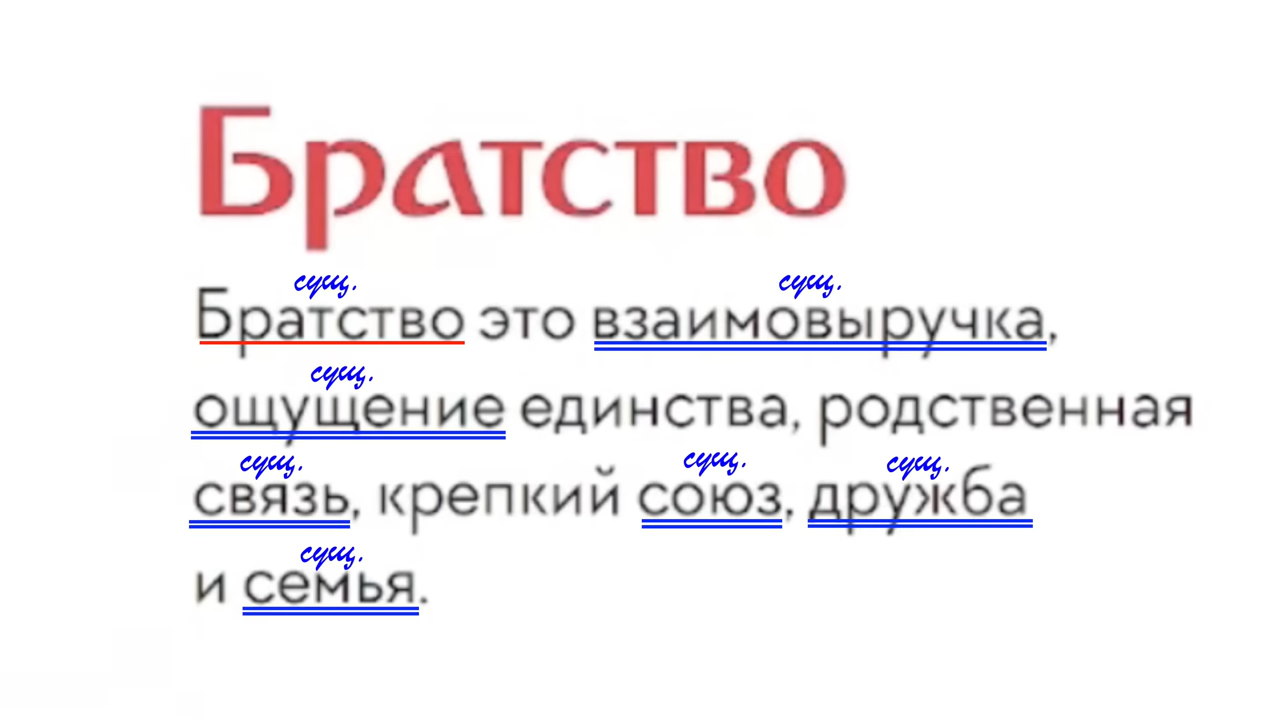 Братство
сущ. сущ.
Братство это взаимовыручка,
сущ.
ощущение единства, родственная
сущ. сущ. сущ.
связь, крепкий союз, дружба
сущ.
и семья.